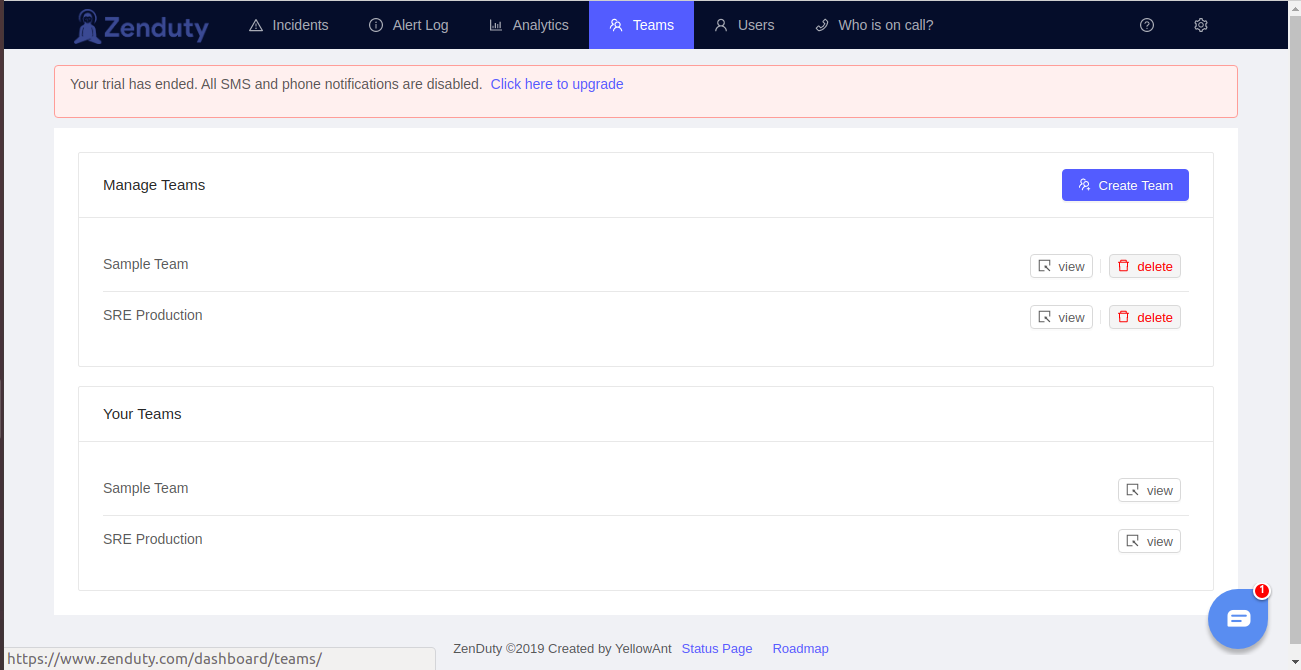 Zenduty Incidents Alert Log Analytics Teams Users Who is on call?
Your trial has ended. All SMS and phone notifications are disabled. Click here to upgrade
Manage Teams Create Team
Sample Team view delete
SRE Production view delete
Your Teams
Sample Team view
SRE Production view
1
ZenDuty ©2019 Created by YellowAnt Status Page Roadmap
https://www.zenduty.com/dashboard/teams/